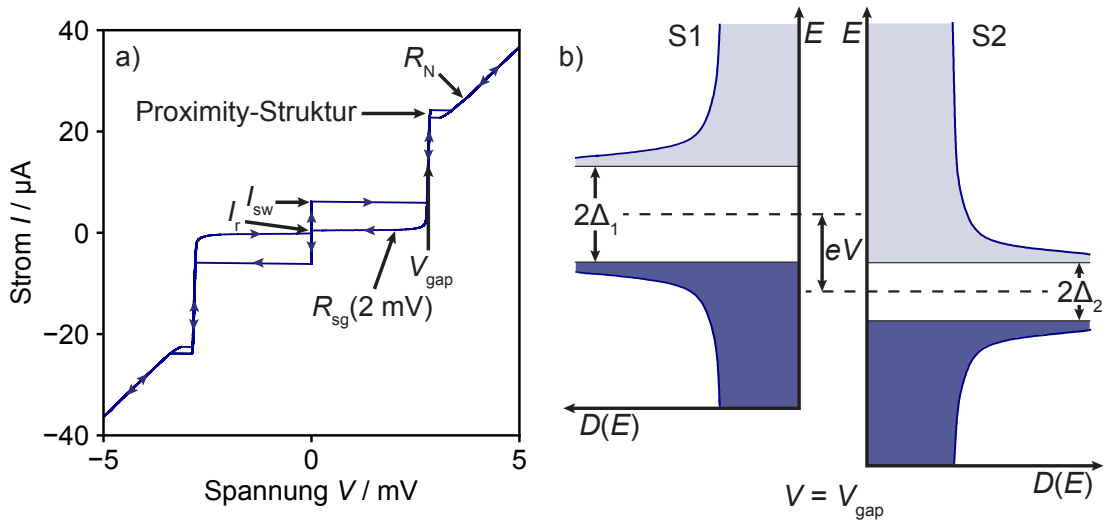 a)
Strom I / µA
40
20
0
−20
−40
−5
0
5
Spannung V / mV
R_N
Proximity-Struktur
I_sw
I_r
V_gap
R_sg(2 mV)
b)
S1
E
E
S2
2Δ_1
eV
2Δ_2
D(E)
D(E)
V = V_gap